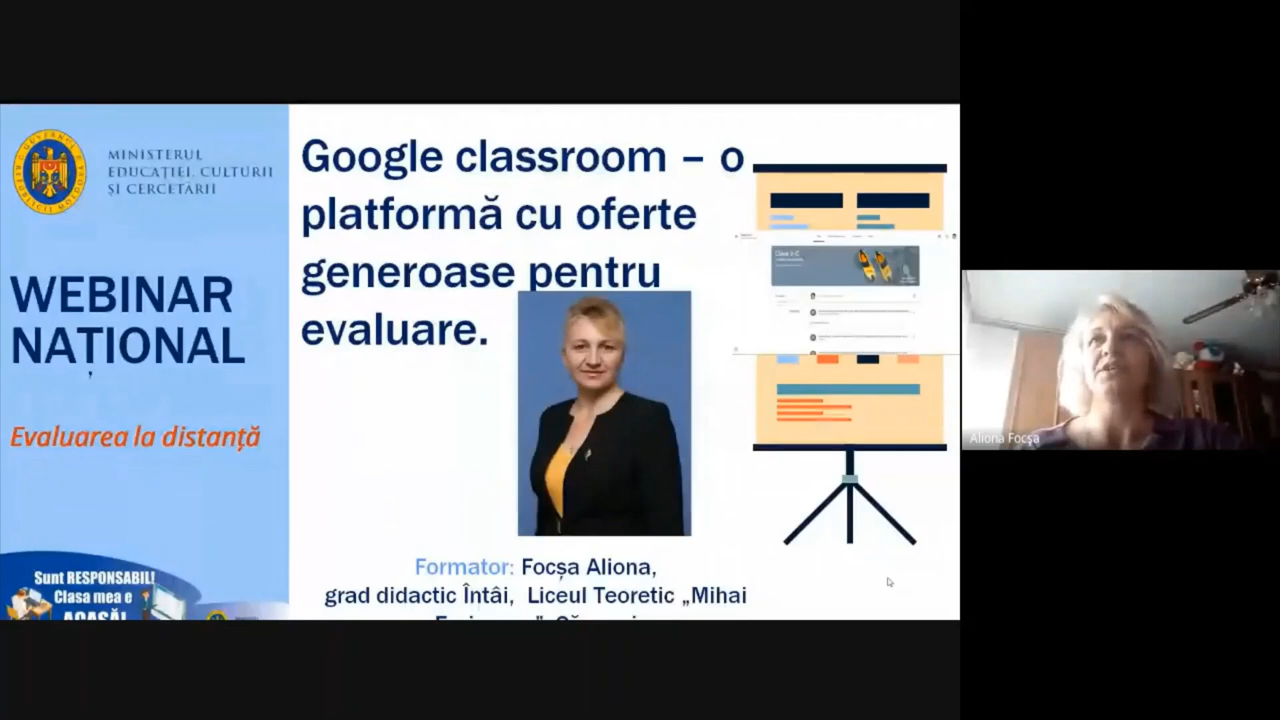 MINISTERUL
EDUCAȚIEI, CULTURII
ȘI CERCETĂRII
WEBINAR
NAȚIONAL
Evaluarea la distanță
Sunt RESPONSABIL!
Clasa mea e
ACASĂ!
Google classroom – o
platformă cu oferte
generoase pentru
evaluare.
Formator: Focșa Aliona,
grad didactic Întâi, Liceul Teoretic „Mihai
Aliona Focșa